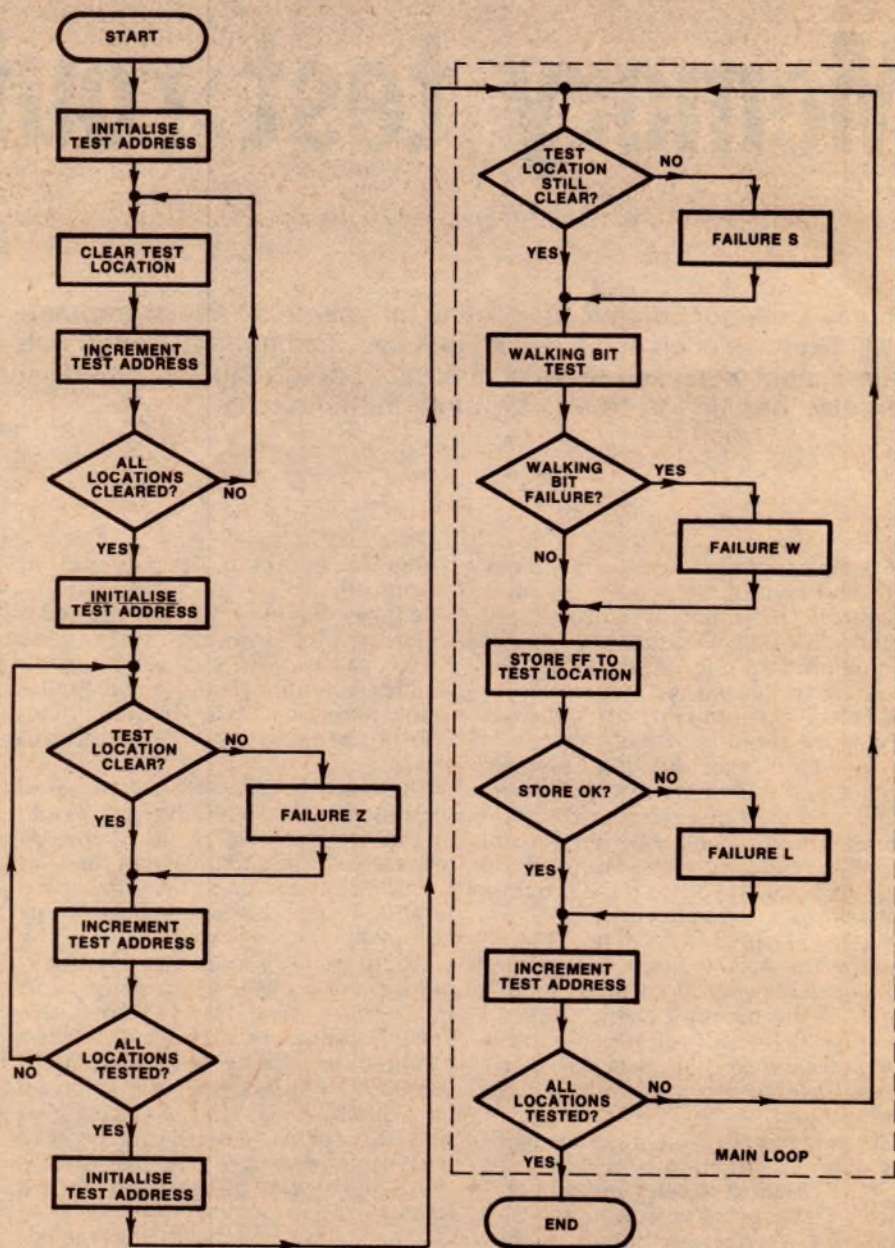 START
INITIALISE
TEST ADDRESS
CLEAR TEST
LOCATION
INCREMENT
TEST ADDRESS
ALL
LOCATIONS
CLEARED?
NO
YES
INITIALISE
TEST ADDRESS
TEST
LOCATION
CLEAR?
NO
FAILURE Z
YES
INCREMENT
TEST ADDRESS
ALL
LOCATIONS
TESTED?
NO
YES
INITIALISE
TEST ADDRESS
TEST
LOCATION
STILL
CLEAR?
NO
FAILURE S
YES
WALKING BIT
TEST
WALKING
BIT
FAILURE?
YES
FAILURE W
NO
STORE FF TO
TEST LOCATION
STORE OK?
NO
FAILURE L
YES
INCREMENT
TEST ADDRESS
ALL
LOCATIONS
TESTED?
NO
YES
MAIN LOOP
END